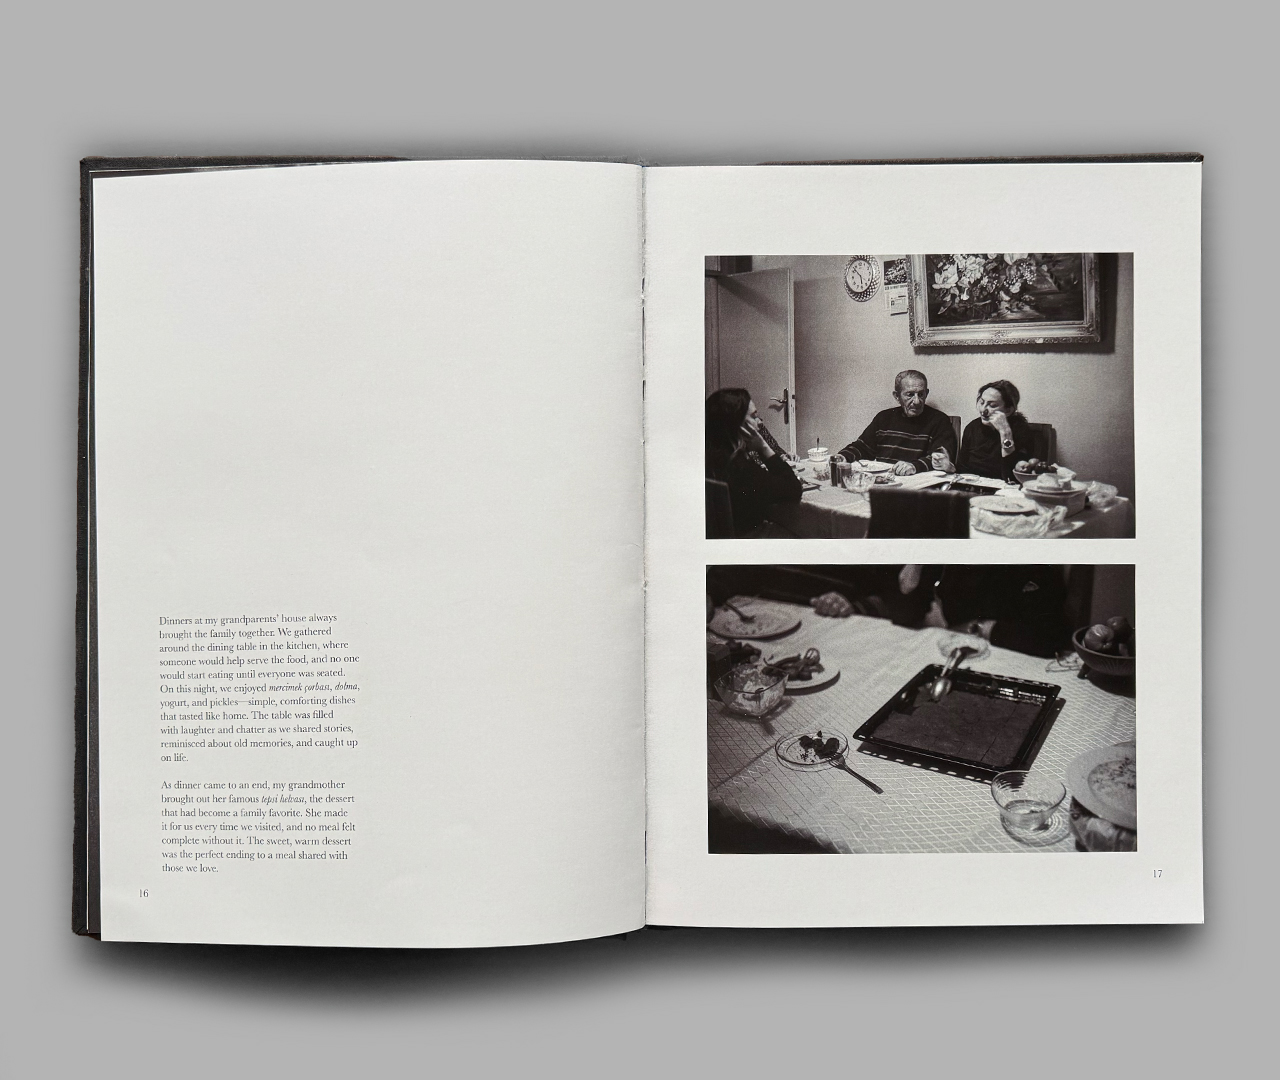 Dinners at my grandparents' house always
brought the family together. We gathered
around the dining table in the kitchen, where
someone would help serve the food, and no one
would start eating until everyone was seated.
On this night, we enjoyed mercimek çorbası, dolma,
yogurt, and pickles—simple, comforting dishes
that tasted like home. The table was filled
with laughter and chatter as we shared stories,
reminisced about old memories, and caught up
on life.
As dinner came to an end, my grandmother
brought out her famous tepsi helvası, the dessert
that had become a family favorite. She made
it for us every time we visited, and no meal felt
complete without it. The sweet, warm dessert
was the perfect ending to a meal shared with
those we love.
16
17